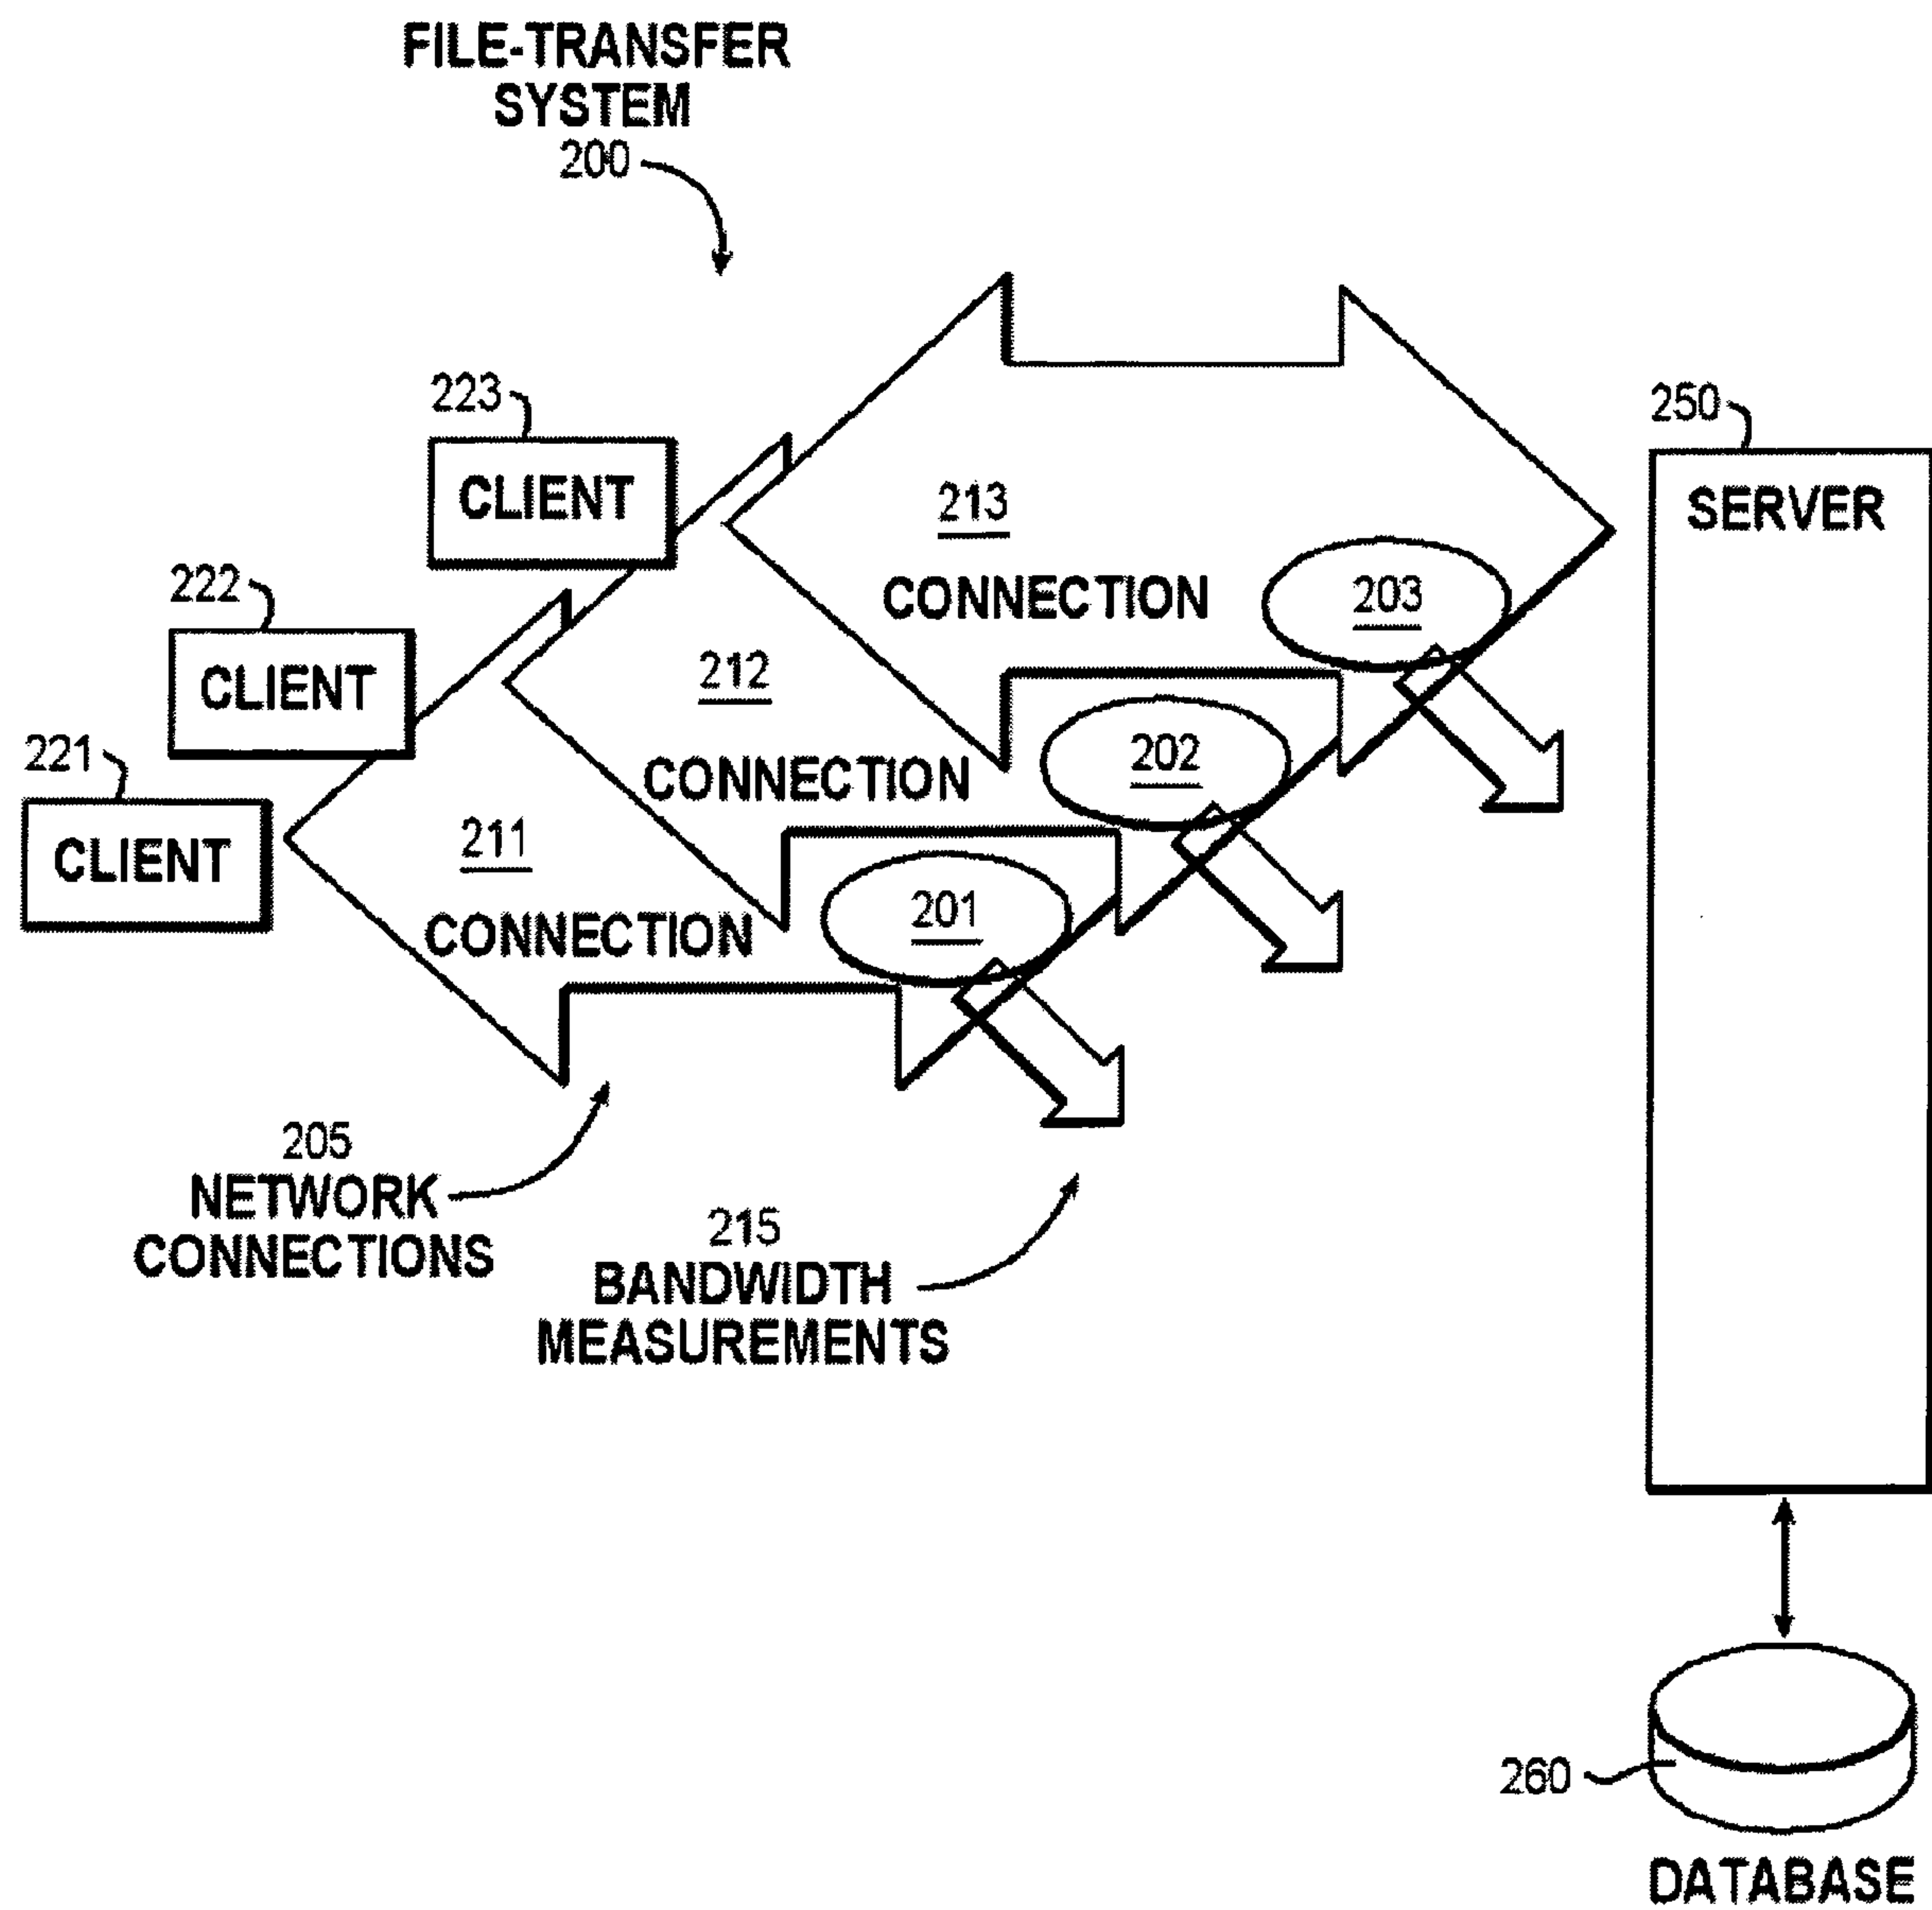 FILE-TRANSFER
SYSTEM
200
223
CLIENT
250
SERVER
213
CONNECTION
203
222
CLIENT
212
CONNECTION
202
221
CLIENT
211
CONNECTION
201
205
NETWORK
CONNECTIONS
215
BANDWIDTH
MEASUREMENTS
260
DATABASE